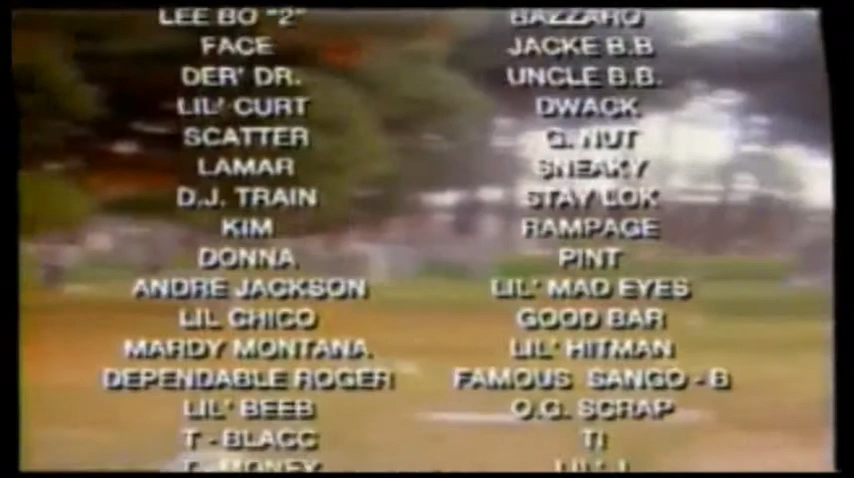 LEE BO "2" BAZZARO
FACE JACKE B.B
DER' DR. UNCLE B.B.
LIL' CURT DWACK
SCATTER G. NUT
LAMAR SNEAKY
D.J. TRAIN STAY LOK
KIM RAMPAGE
DONNA PINT
ANDRE JACKSON LIL' MAD EYES
LIL CHICO GOOD BAR
MARDY MONTANA LIL' HITMAN
DEPENDABLE ROGER FAMOUS SANGO - B
LIL' BEEB O.G. SCRAP
T - BLACC TI
T - MONEY LIL' J